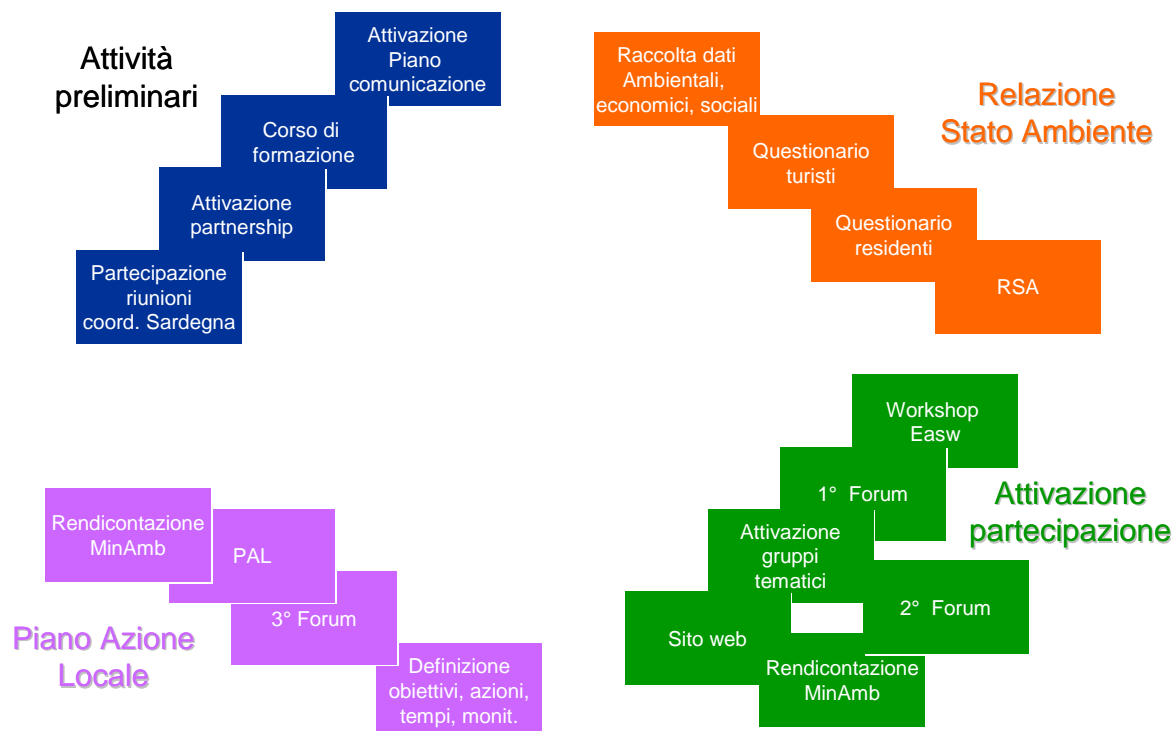 Attività
preliminari
Attivazione
Piano
comunicazione
Corso di
formazione
Attivazione
partnership
Partecipazione
riunioni
coord. Sardegna
Raccolta dati
Ambientali,
economici, sociali
Relazione
Stato Ambiente
Questionario
turisti
Questionario
residenti
RSA
Workshop
Easw
1° Forum
Attivazione
partecipazione
Attivazione
gruppi
tematici
2° Forum
Sito web
Rendicontazione
MinAmb
Rendicontazione
MinAmb
PAL
3° Forum
Piano Azione
Locale
Definizione
obiettivi, azioni,
tempi, monit.